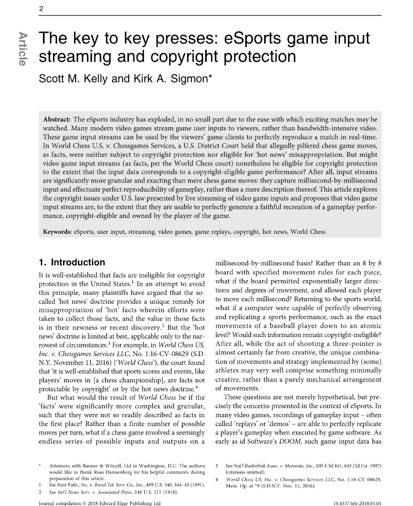 2
Article
The key to key presses: eSports game input
streaming and copyright protection
Scott M. Kelly and Kirk A. Sigmon*
Abstract: The eSports industry has exploded, in no small part due to the ease with which exciting matches may be
watched. Many modern video games stream game user inputs to viewers, rather than bandwidth-intensive video.
These game input streams can be used by the viewers' game clients to perfectly reproduce a match in real-time.
In World Chess U.S. v. Chessgames Services, a U.S. District Court held that allegedly pilfered chess game moves,
as facts, were neither subject to copyright protection nor eligible for 'hot news' misappropriation. But might
video game input streams (as facts, per the World Chess court) nonetheless be eligible for copyright protection
to the extent that the input data corresponds to a copyright-eligible game performance? After all, input streams
are significantly more granular and exacting than mere chess game moves: they capture millisecond-by-millisecond
input and effectuate perfect reproducibility of gameplay, rather than a mere description thereof. This article explores
the copyright issues under U.S. law presented by live streaming of video game inputs and proposes that video game
input streams are, to the extent that they are usable to perfectly generate a faithful recreation of a gameplay perfor-
mance, copyright-eligible and owned by the player of the game.
Keywords: eSports, user input, streaming, video games, game replays, copyright, hot news, World Chess
1. Introduction
It is well-established that facts are ineligible for copyright
protection in the United States.1 In an attempt to avoid
this principle, many plaintiffs have argued that the so-
called 'hot news' doctrine provides a unique remedy for
misappropriation of 'hot' facts wherein efforts were
taken to collect those facts, and the value in those facts
is in their newness or recent discovery.2 But the 'hot
news' doctrine is limited at best, applicable only to the nar-
rowest of circumstances.3 For example, in World Chess US,
Inc. v. Chessgames Services LLC, No. 1:16-CV-08629 (S.D.
N.Y. November 11, 2016) ('World Chess'), the court found
that 'it is well-established that sports scores and events, like
players' moves in [a chess championship], are facts not
protectable by copyright' or by the hot news doctrine.4
But what would the result of World Chess be if the
'facts' were significantly more complex and granular,
such that they were not so readily described as facts in
the first place? Rather than a finite number of possible
moves per turn, what if a chess game involved a seemingly
endless series of possible inputs and outputs on a
millisecond-by-millisecond basis? Rather than an 8 by 8
board with specified movement rules for each piece,
what if the board permitted exponentially larger direc-
tions and degrees of movement, and allowed each player
to move each millisecond? Returning to the sports world,
what if a computer were capable of perfectly observing
and replicating a sports performance, such as the exact
movements of a baseball player down to an atomic
level? Would such information remain copyright-ineligible?
After all, while the act of shooting a three-pointer is
almost certainly far from creative, the unique combina-
tion of movements and strategy implemented by (some)
athletes may very well comprise something minimally
creative, rather than a purely mechanical arrangement
of movements.
These questions are not merely hypothetical, but pre-
cisely the concerns presented in the context of eSports. In
many video games, recordings of gameplay input – often
called 'replays' or 'demos' – are able to perfectly replicate
a player's gameplay when executed by game software. As
early as id Software's DOOM, such game input data has
* Attorneys with Banner & Witcoff, Ltd in Washington, D.C. The authors
would like to thank Ross Dannenberg for his helpful comments during
preparation of this article.
1 See Feist Pubs., Inc. v. Rural Tel. Serv. Co., Inc., 499 U.S. 340, 344–45 (1991).
2 See Int'l News Serv. v. Associated Press, 248 U.S. 215 (1918).
3 See Nat'l Basketball Assoc. v. Motorola, Inc., 105 F.3d 841, 845 (2d Cir. 1997)
(citations omitted).
4 World Chess US, Inc. v. Chessgames Services LLC, No. 1:16-CV-08629,
Mem. Op. at *9 (S.D.N.Y. Nov. 11, 2016).
Journal compilation © 2018 Edward Elgar Publishing Ltd
10.4337/ielr.2018.01.01